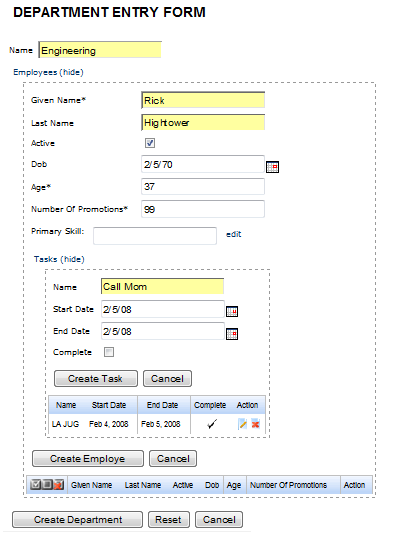 DEPARTMENT ENTRY FORM
Name Engineering
Employees (hide)
Given Name* Rick
Last Name Hightower
Active
Dob 2/5/70
Age* 37
Number Of Promotions* 99
Primary Skill: edit
Tasks (hide)
Name Call Mom
Start Date 2/5/08
End Date 2/5/08
Complete
Create Task Cancel
Name Start Date End Date Complete Action
LA JUG Feb 4, 2008 Feb 5, 2008
Create Employe Cancel
Given Name Last Name Active Dob Age Number Of Promotions Action
Create Department Reset Cancel